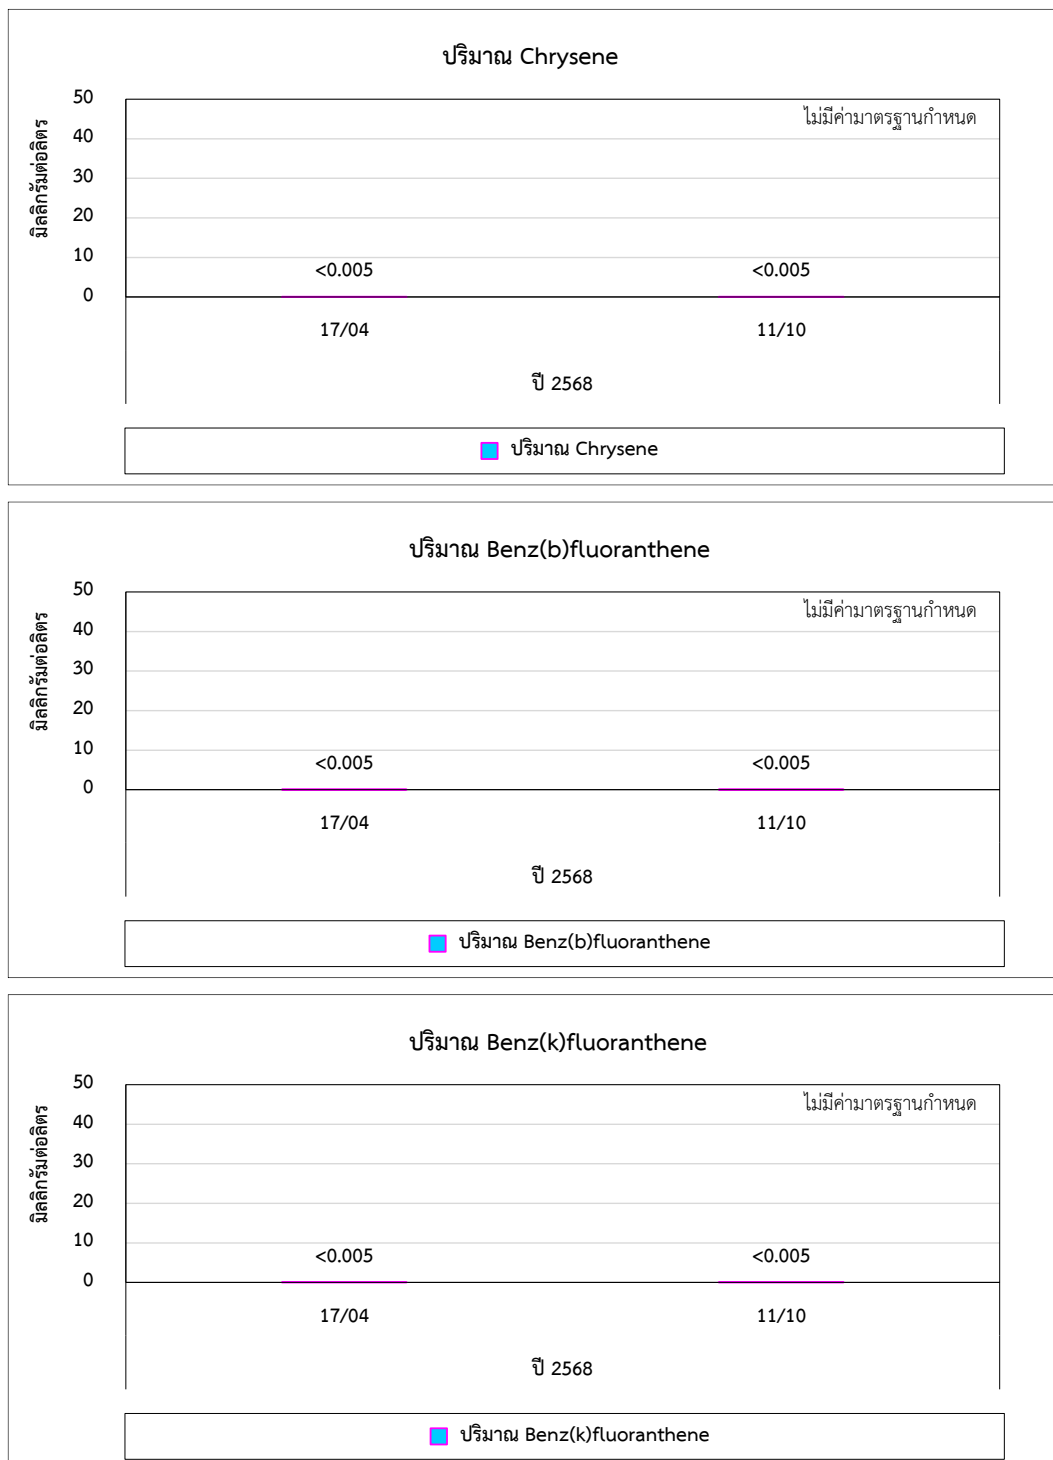 ปริมาณ Chrysene
มิลลิกรัมต่อลิตร
50
40
30
20
10
0
ไม่มีค่ามาตรฐานกำหนด
<0.005 <0.005
17/04 11/10
ปี 2568
ปริมาณ Chrysene
ปริมาณ Benz(b)fluoranthene
มิลลิกรัมต่อลิตร
50
40
30
20
10
0
ไม่มีค่ามาตรฐานกำหนด
<0.005 <0.005
17/04 11/10
ปี 2568
ปริมาณ Benz(b)fluoranthene
ปริมาณ Benz(k)fluoranthene
มิลลิกรัมต่อลิตร
50
40
30
20
10
0
ไม่มีค่ามาตรฐานกำหนด
<0.005 <0.005
17/04 11/10
ปี 2568
ปริมาณ Benz(k)fluoranthene